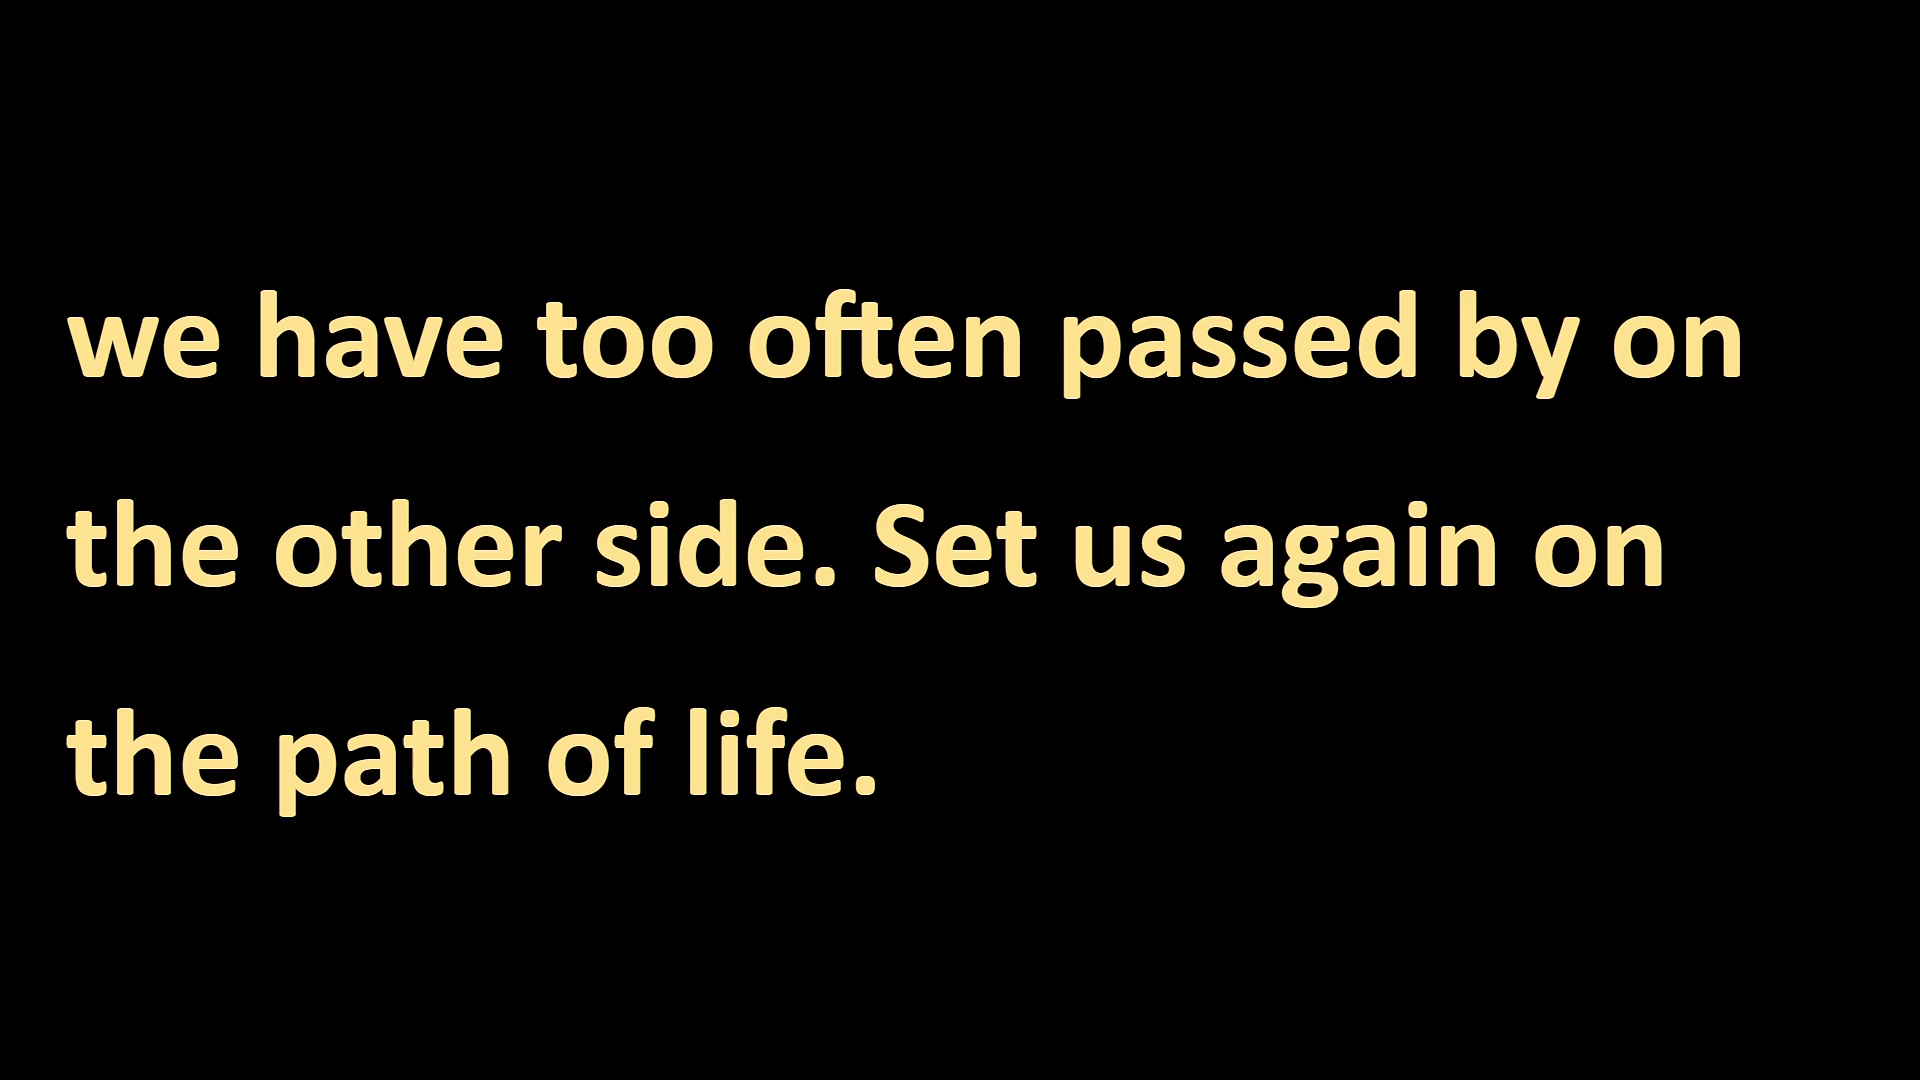 we have too often passed by on
the other side. Set us again on
the path of life.